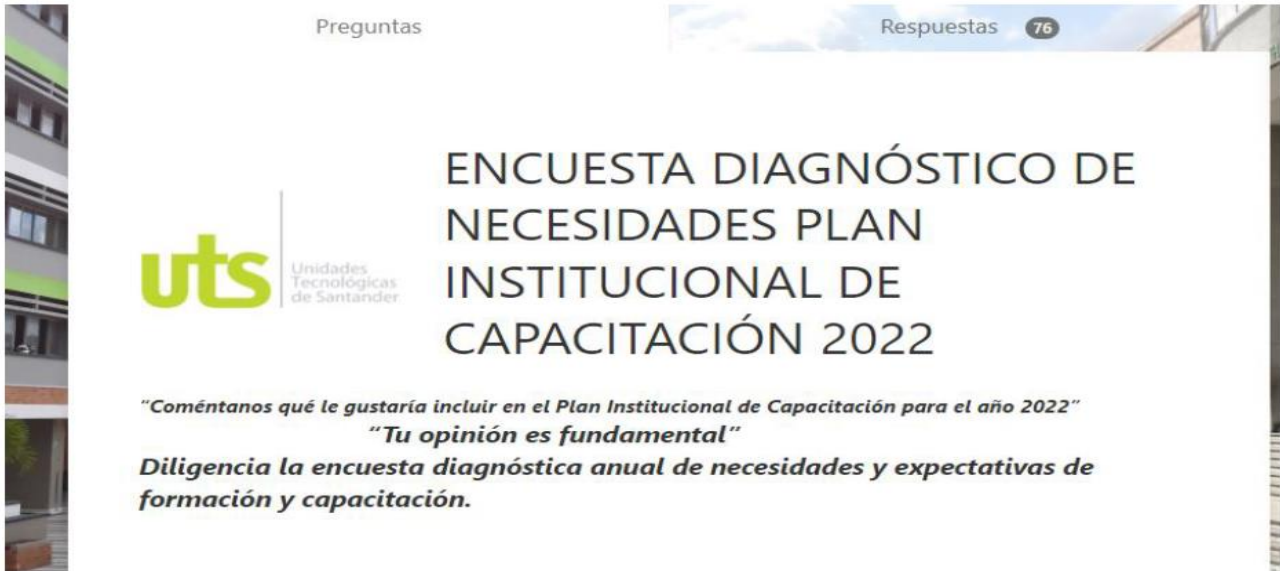 Preguntas
Respuestas 76
ENCUESTA DIAGNÓSTICO DE
NECESIDADES PLAN
INSTITUCIONAL DE
CAPACITACIÓN 2022
uts
Unidades
Tecnológicas
de Santander
"Coméntanos qué le gustaría incluir en el Plan Institucional de Capacitación para el año 2022"
"Tu opinión es fundamental"
Diligencia la encuesta diagnóstica anual de necesidades y expectativas de
formación y capacitación.